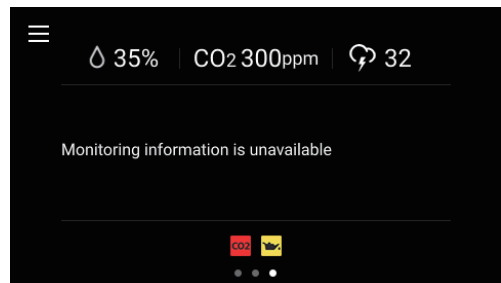 35% CO2 300ppm 32
Monitoring information is unavailable
CO2